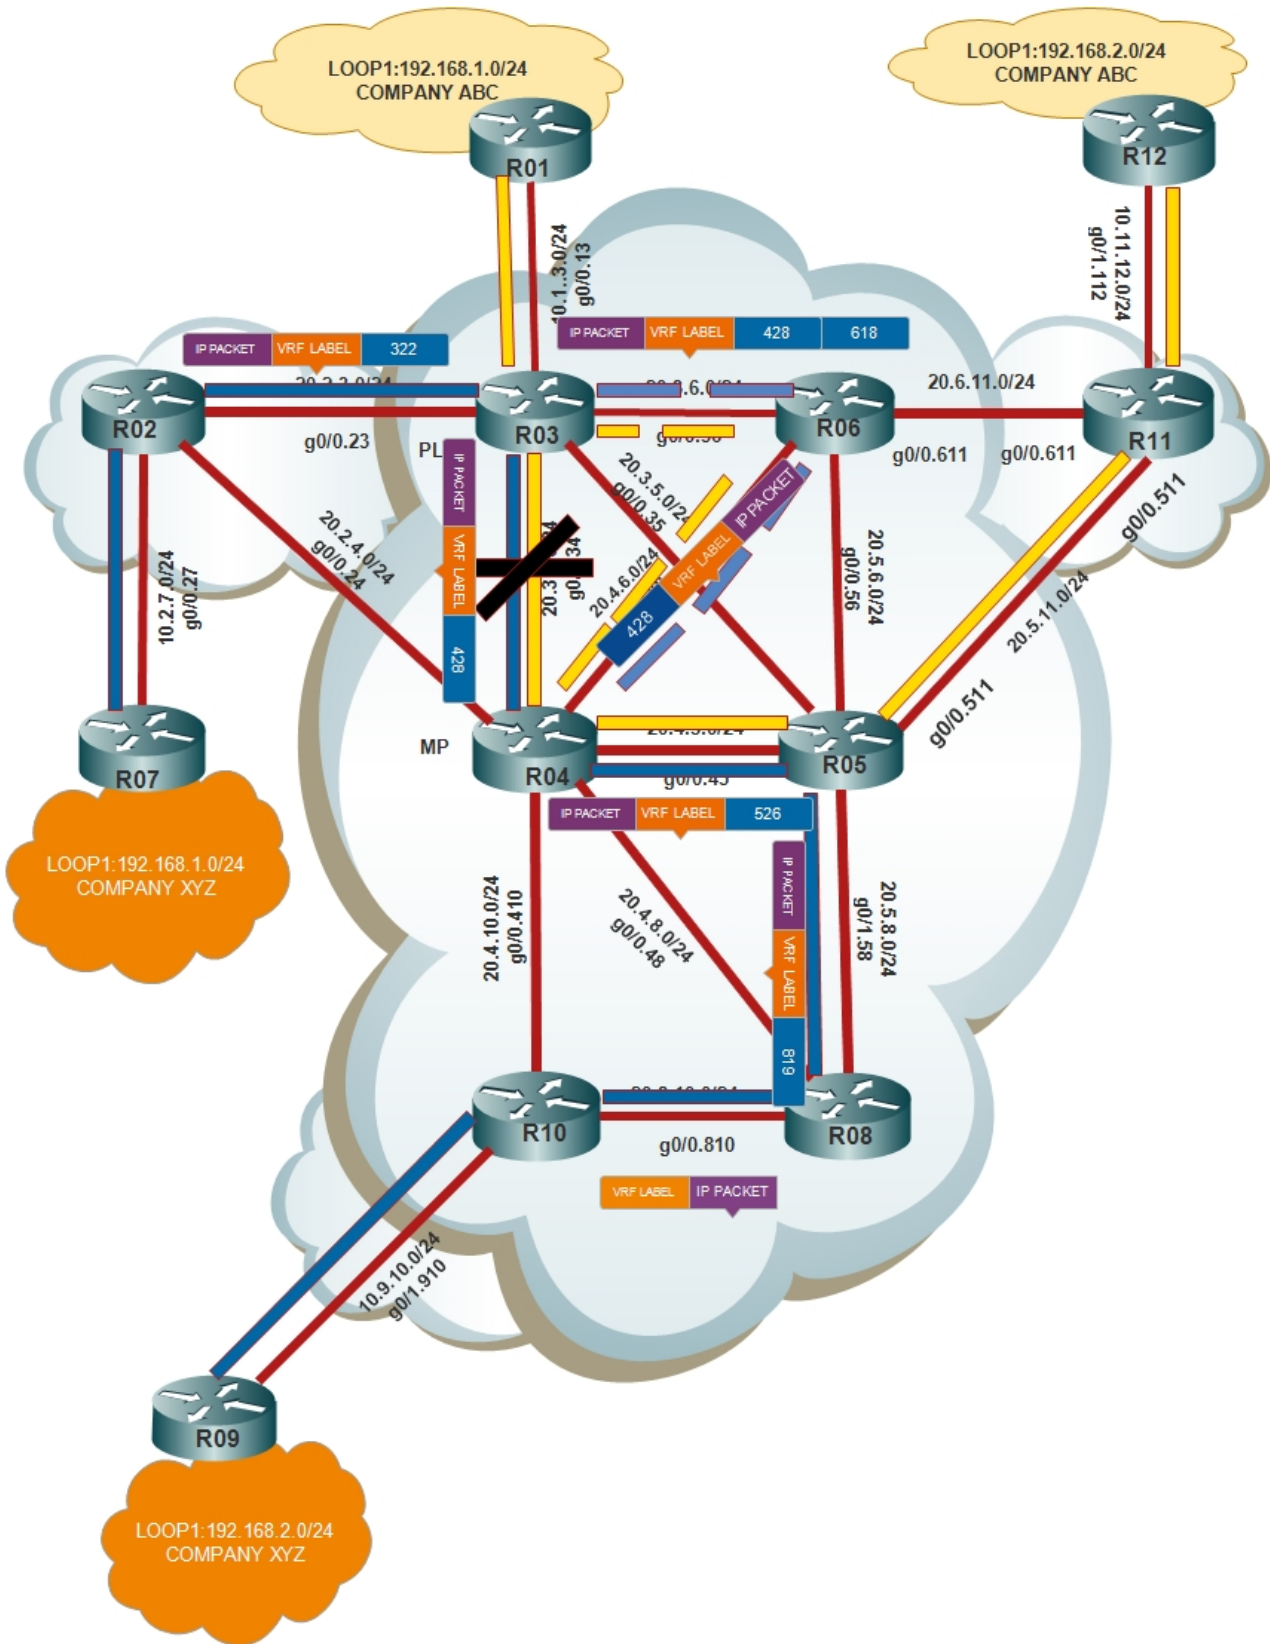 LOOP1:192.168.1.0/24
COMPANY ABC
LOOP1:192.168.2.0/24
COMPANY ABC
R01
R12
10.1..3.0/24
g0/0.13
10.11.12.0/24
g0/1.112
IP PACKET VRF LABEL 322
IP PACKET VRF LABEL 428 618
20.6.11.0/24
R02
R03
R06
R11
g0/0.23
g0/0.611
g0/0.611
IP PACKET VRF LABEL 428
20.3.5.0/24
g0/0.35
IP PACKET VRF LABEL 428
g0/0.511
20.2.4.0/24
g0/0.24
20.4.6.0/24
20.5.6.0/24
g0/0.56
10.2.7.0/24
g0/0.27
20.5.11.0/24
g0/0.511
R07
MP
R04
R05
IP PACKET VRF LABEL 526
LOOP1:192.168.1.0/24
COMPANY XYZ
IP PACKET VRF LABEL 819
20.4.10.0/24
g0/0.410
20.4.8.0/24
g0/0.48
20.5.8.0/24
g0/1.58
R10
R08
g0/0.810
VRF LABEL IP PACKET
10.9.10.0/24
g0/1.910
R09
LOOP1:192.168.2.0/24
COMPANY XYZ